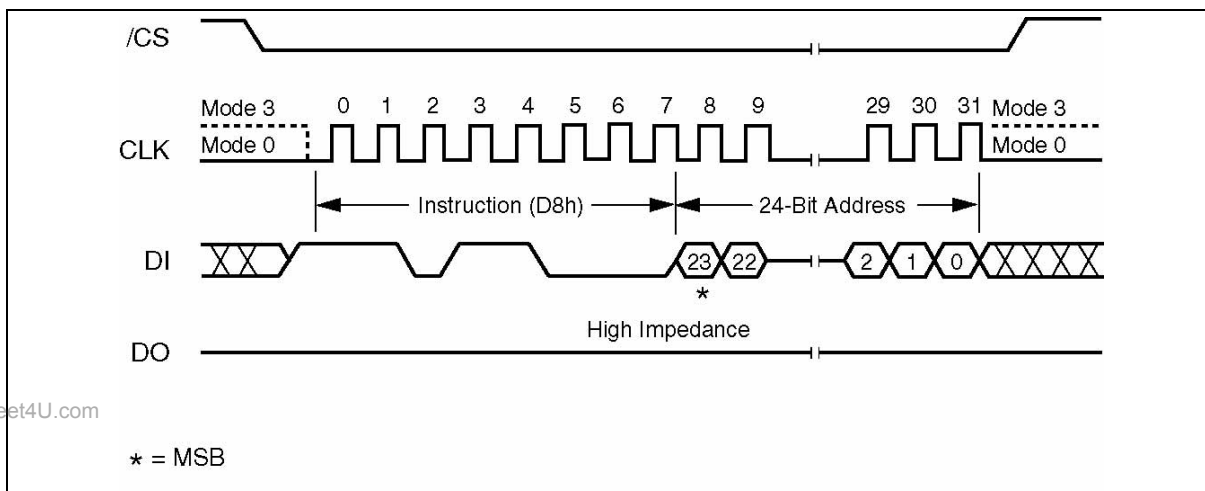 /CS
Mode 3 0 1 2 3 4 5 6 7 8 9 29 30 31 Mode 3
CLK Mode 0 Mode 0
Instruction (D8h) 24-Bit Address
DI 23 22 2 1 0
*
High Impedance
DO
eet4U.com
* = MSB